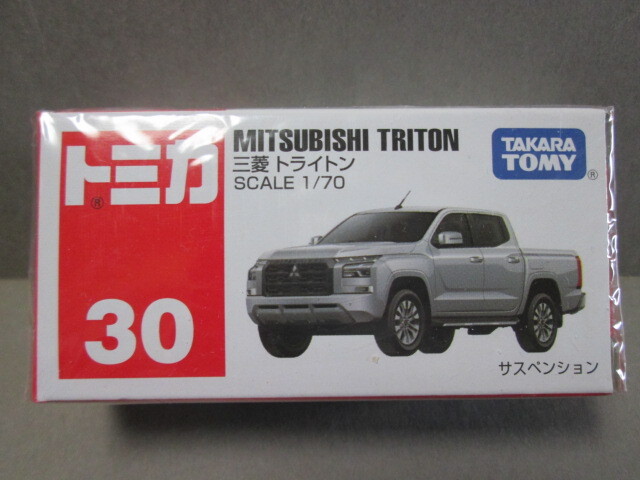 トミカ
®
30
MITSUBISHI TRITON
三菱 トライトン
SCALE 1/70
TAKARA
TOMY
®
サスペンション